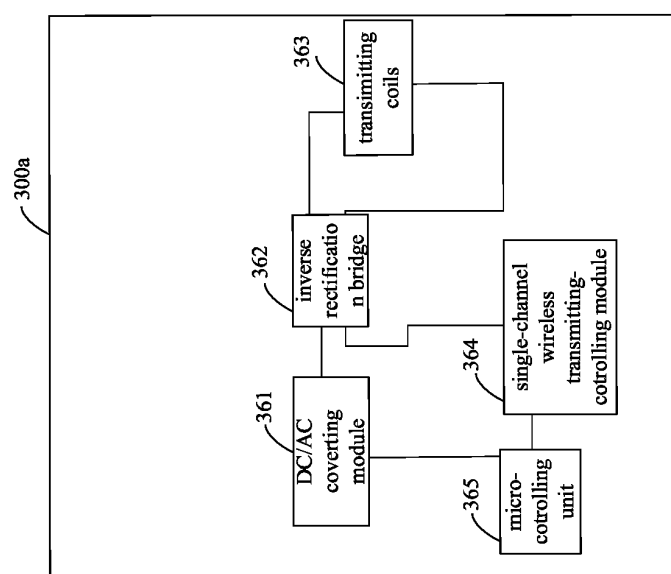 300a
361
DC/AC
coverting
module
362
inverse
rectificatio
n bridge
363
transimitting
coils
365
micro-
cotrolling
unit
364
single-channel
wireless
transmitting-
cotrolling module